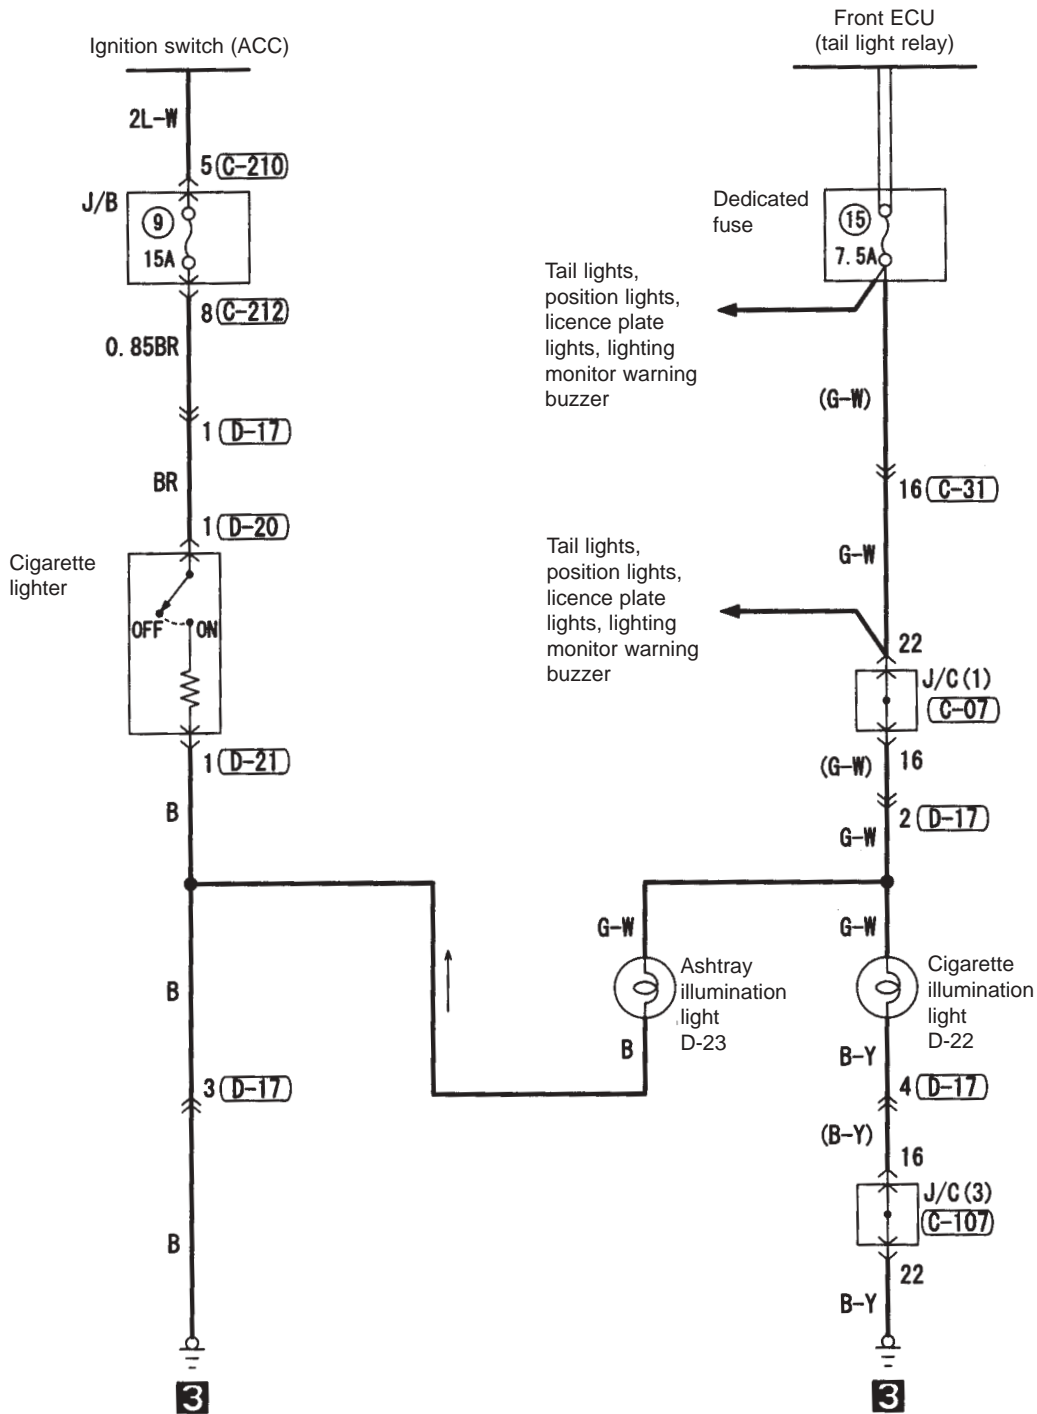 Ignition switch (ACC)
2L-W
5 C-210
J/B
9
15A
8 C-212
0.85BR
1 D-17
BR
1 D-20
Cigarette
lighter
OFF ON
1 D-21
B
B
3 D-17
B
3
Front ECU
(tail light relay)
Dedicated
fuse
15
7.5A
Tail lights,
position lights,
licence plate
lights, lighting
monitor warning
buzzer
(G-W)
16 C-31
G-W
Tail lights,
position lights,
licence plate
lights, lighting
monitor warning
buzzer
22
J/C(1)
C-07
(G-W) 16
2 D-17
G-W
G-W
Ashtray
illumination
light
D-23
B
G-W
Cigarette
illumination
light
D-22
B-Y
4 D-17
(B-Y)
16
J/C(3)
C-107
22
B-Y
3